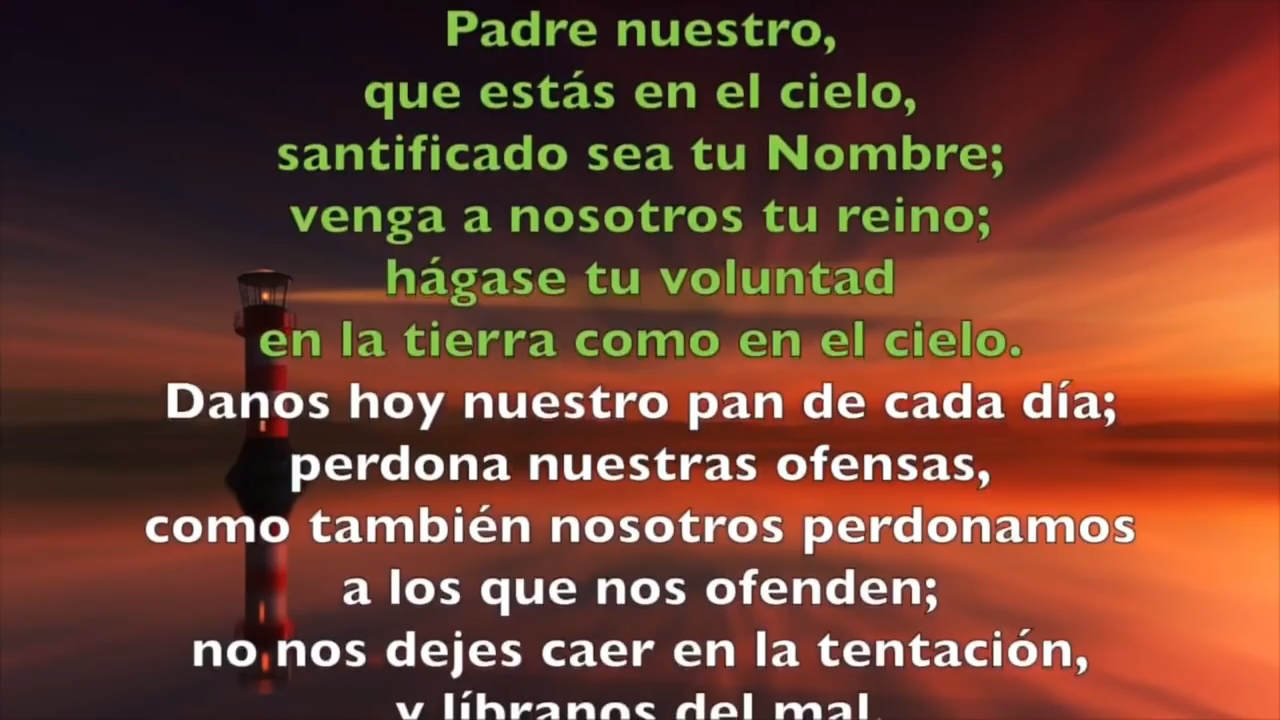 Padre nuestro,
que estás en el cielo,
santificado sea tu Nombre;
venga a nosotros tu reino;
hágase tu voluntad
en la tierra como en el cielo.
Danos hoy nuestro pan de cada día;
perdona nuestras ofensas,
como también nosotros perdonamos
a los que nos ofenden;
no nos dejes caer en la tentación,
y líbranos del mal.